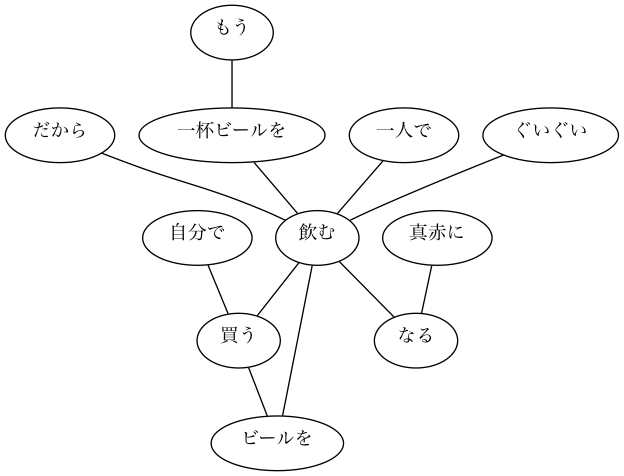 もう
だから
一杯ビールを
一人で
ぐいぐい
自分で
飲む
真赤に
買う
なる
ビールを